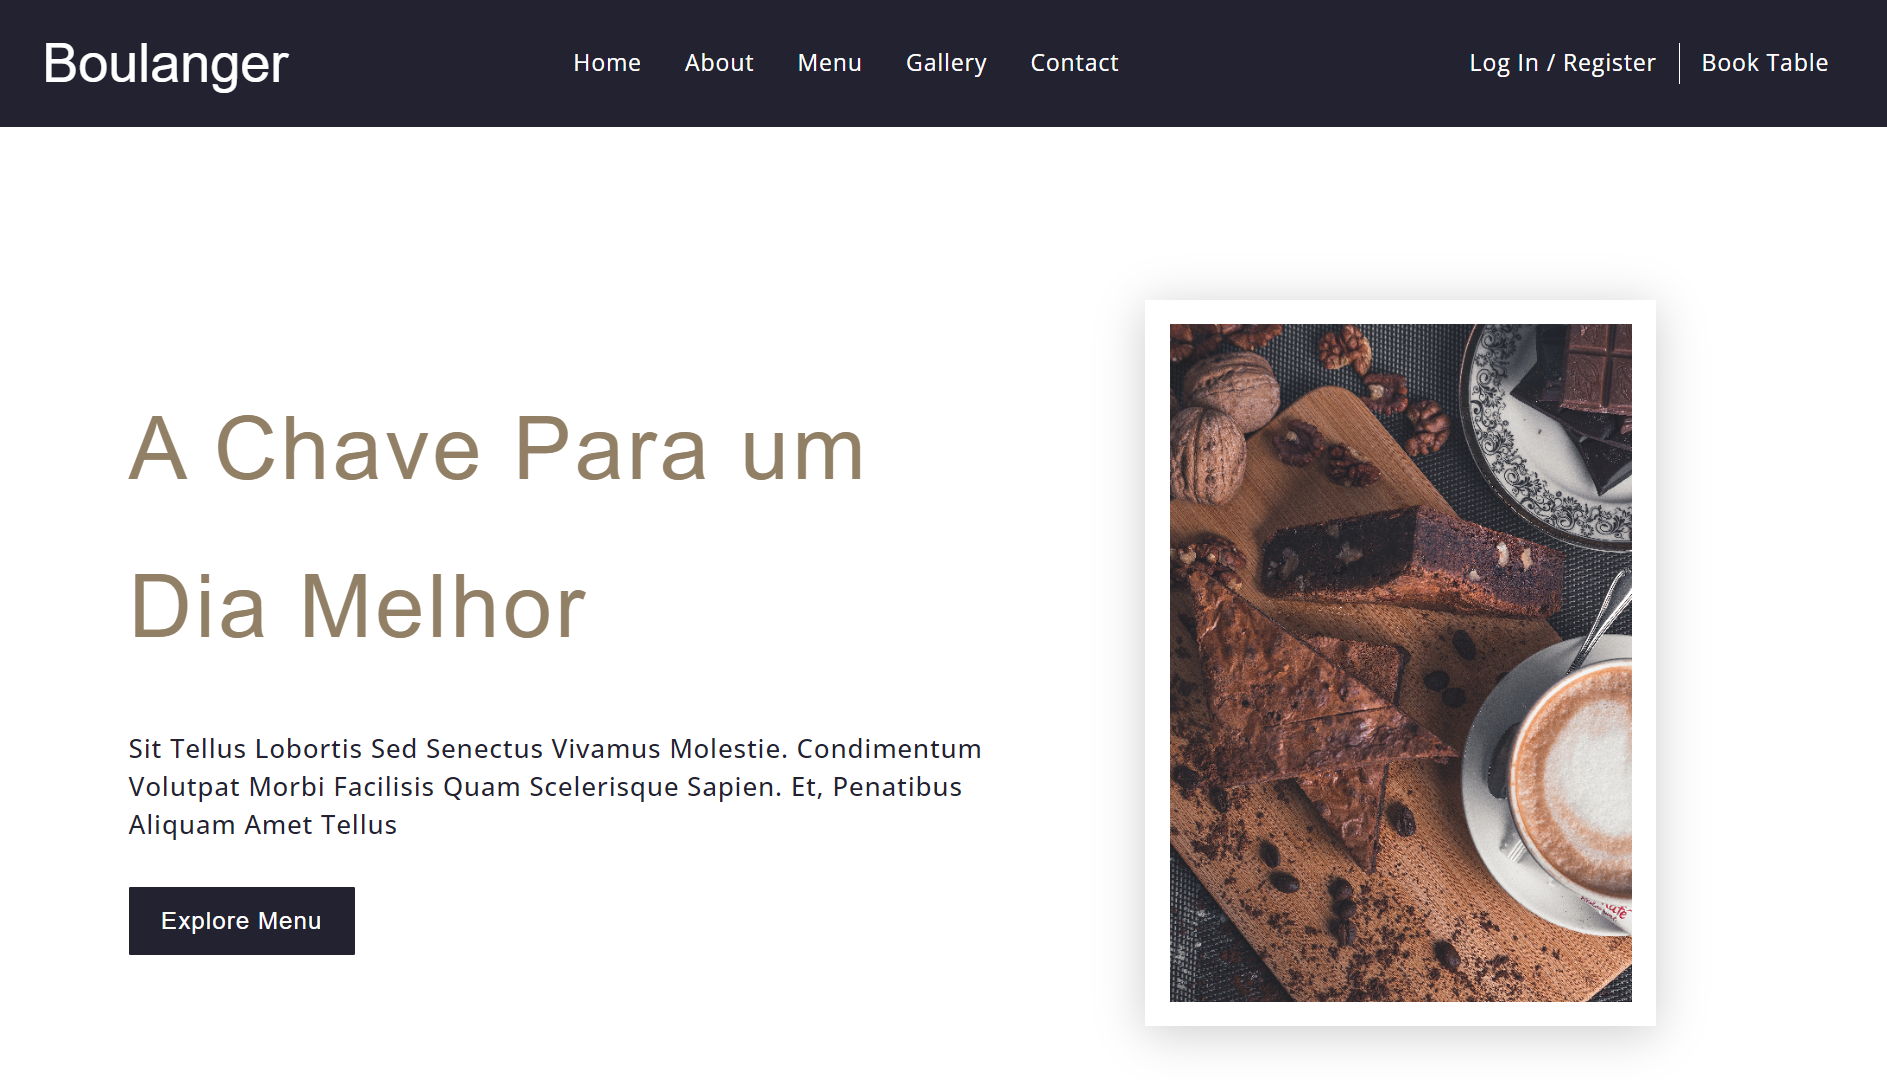 Boulanger
Home About Menu Gallery Contact
Log In / Register Book Table
A Chave Para um
Dia Melhor
Sit Tellus Lobortis Sed Senectus Vivamus Molestie. Condimentum
Volutpat Morbi Facilisis Quam Scelerisque Sapien. Et, Penatibus
Aliquam Amet Tellus
Explore Menu